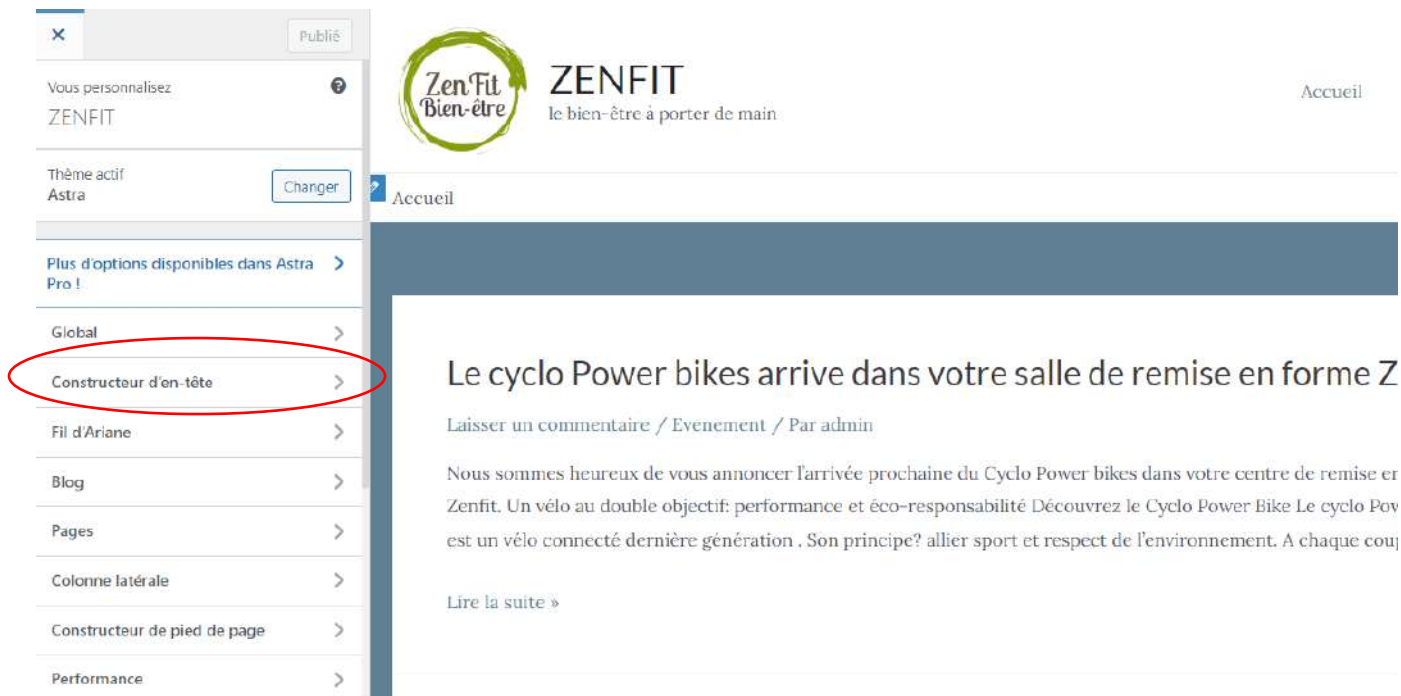 Publié
Vous personnalisez
ZENFIT
Thème actif
Astra
Changer
Plus d'options disponibles dans Astra
Pro !
Global
Constructeur d'en-tête
Fil d'Ariane
Blog
Pages
Colonne latérale
Constructeur de pied de page
Performance
Zen Fit
Bien-être
ZENFIT
le bien-être à porter de main
Accueil
Accueil
Le cyclo Power bikes arrive dans votre salle de remise en forme Z
Laisser un commentaire / Evenement / Par admin
Nous sommes heureux de vous annoncer l'arrivée prochaine du Cyclo Power bikes dans votre centre de remise en
Zenfit. Un vélo au double objectif: performance et éco-responsabilité Découvrez le Cyclo Power Bike Le cyclo Pow
est un vélo connecté dernière génération . Son principe? allier sport et respect de l'environnement. A chaque coup
Lire la suite »